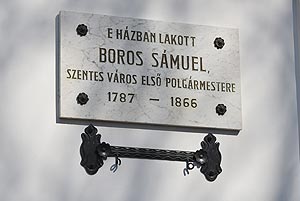 E HÁZBAN LAKOTT
BOROS SÁMUEL,
SZENTES VÁROS ELSŐ POLGÁRMESTERE
1787 – 1866